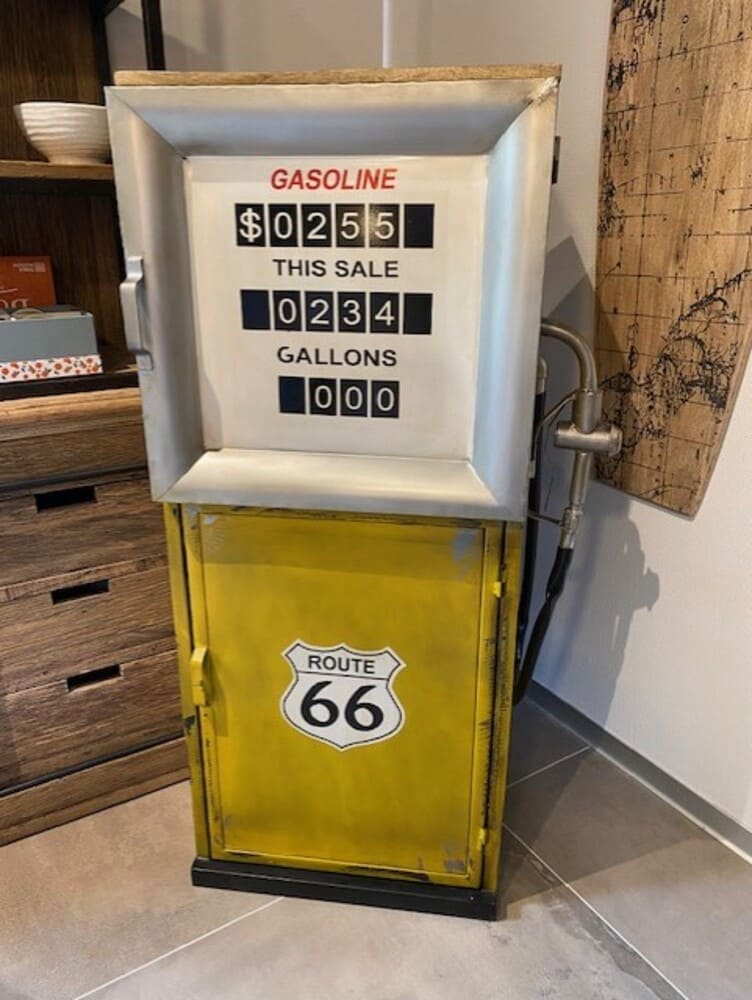 GASOLINE
$0255
THIS SALE
0234
GALLONS
000
ROUTE
66